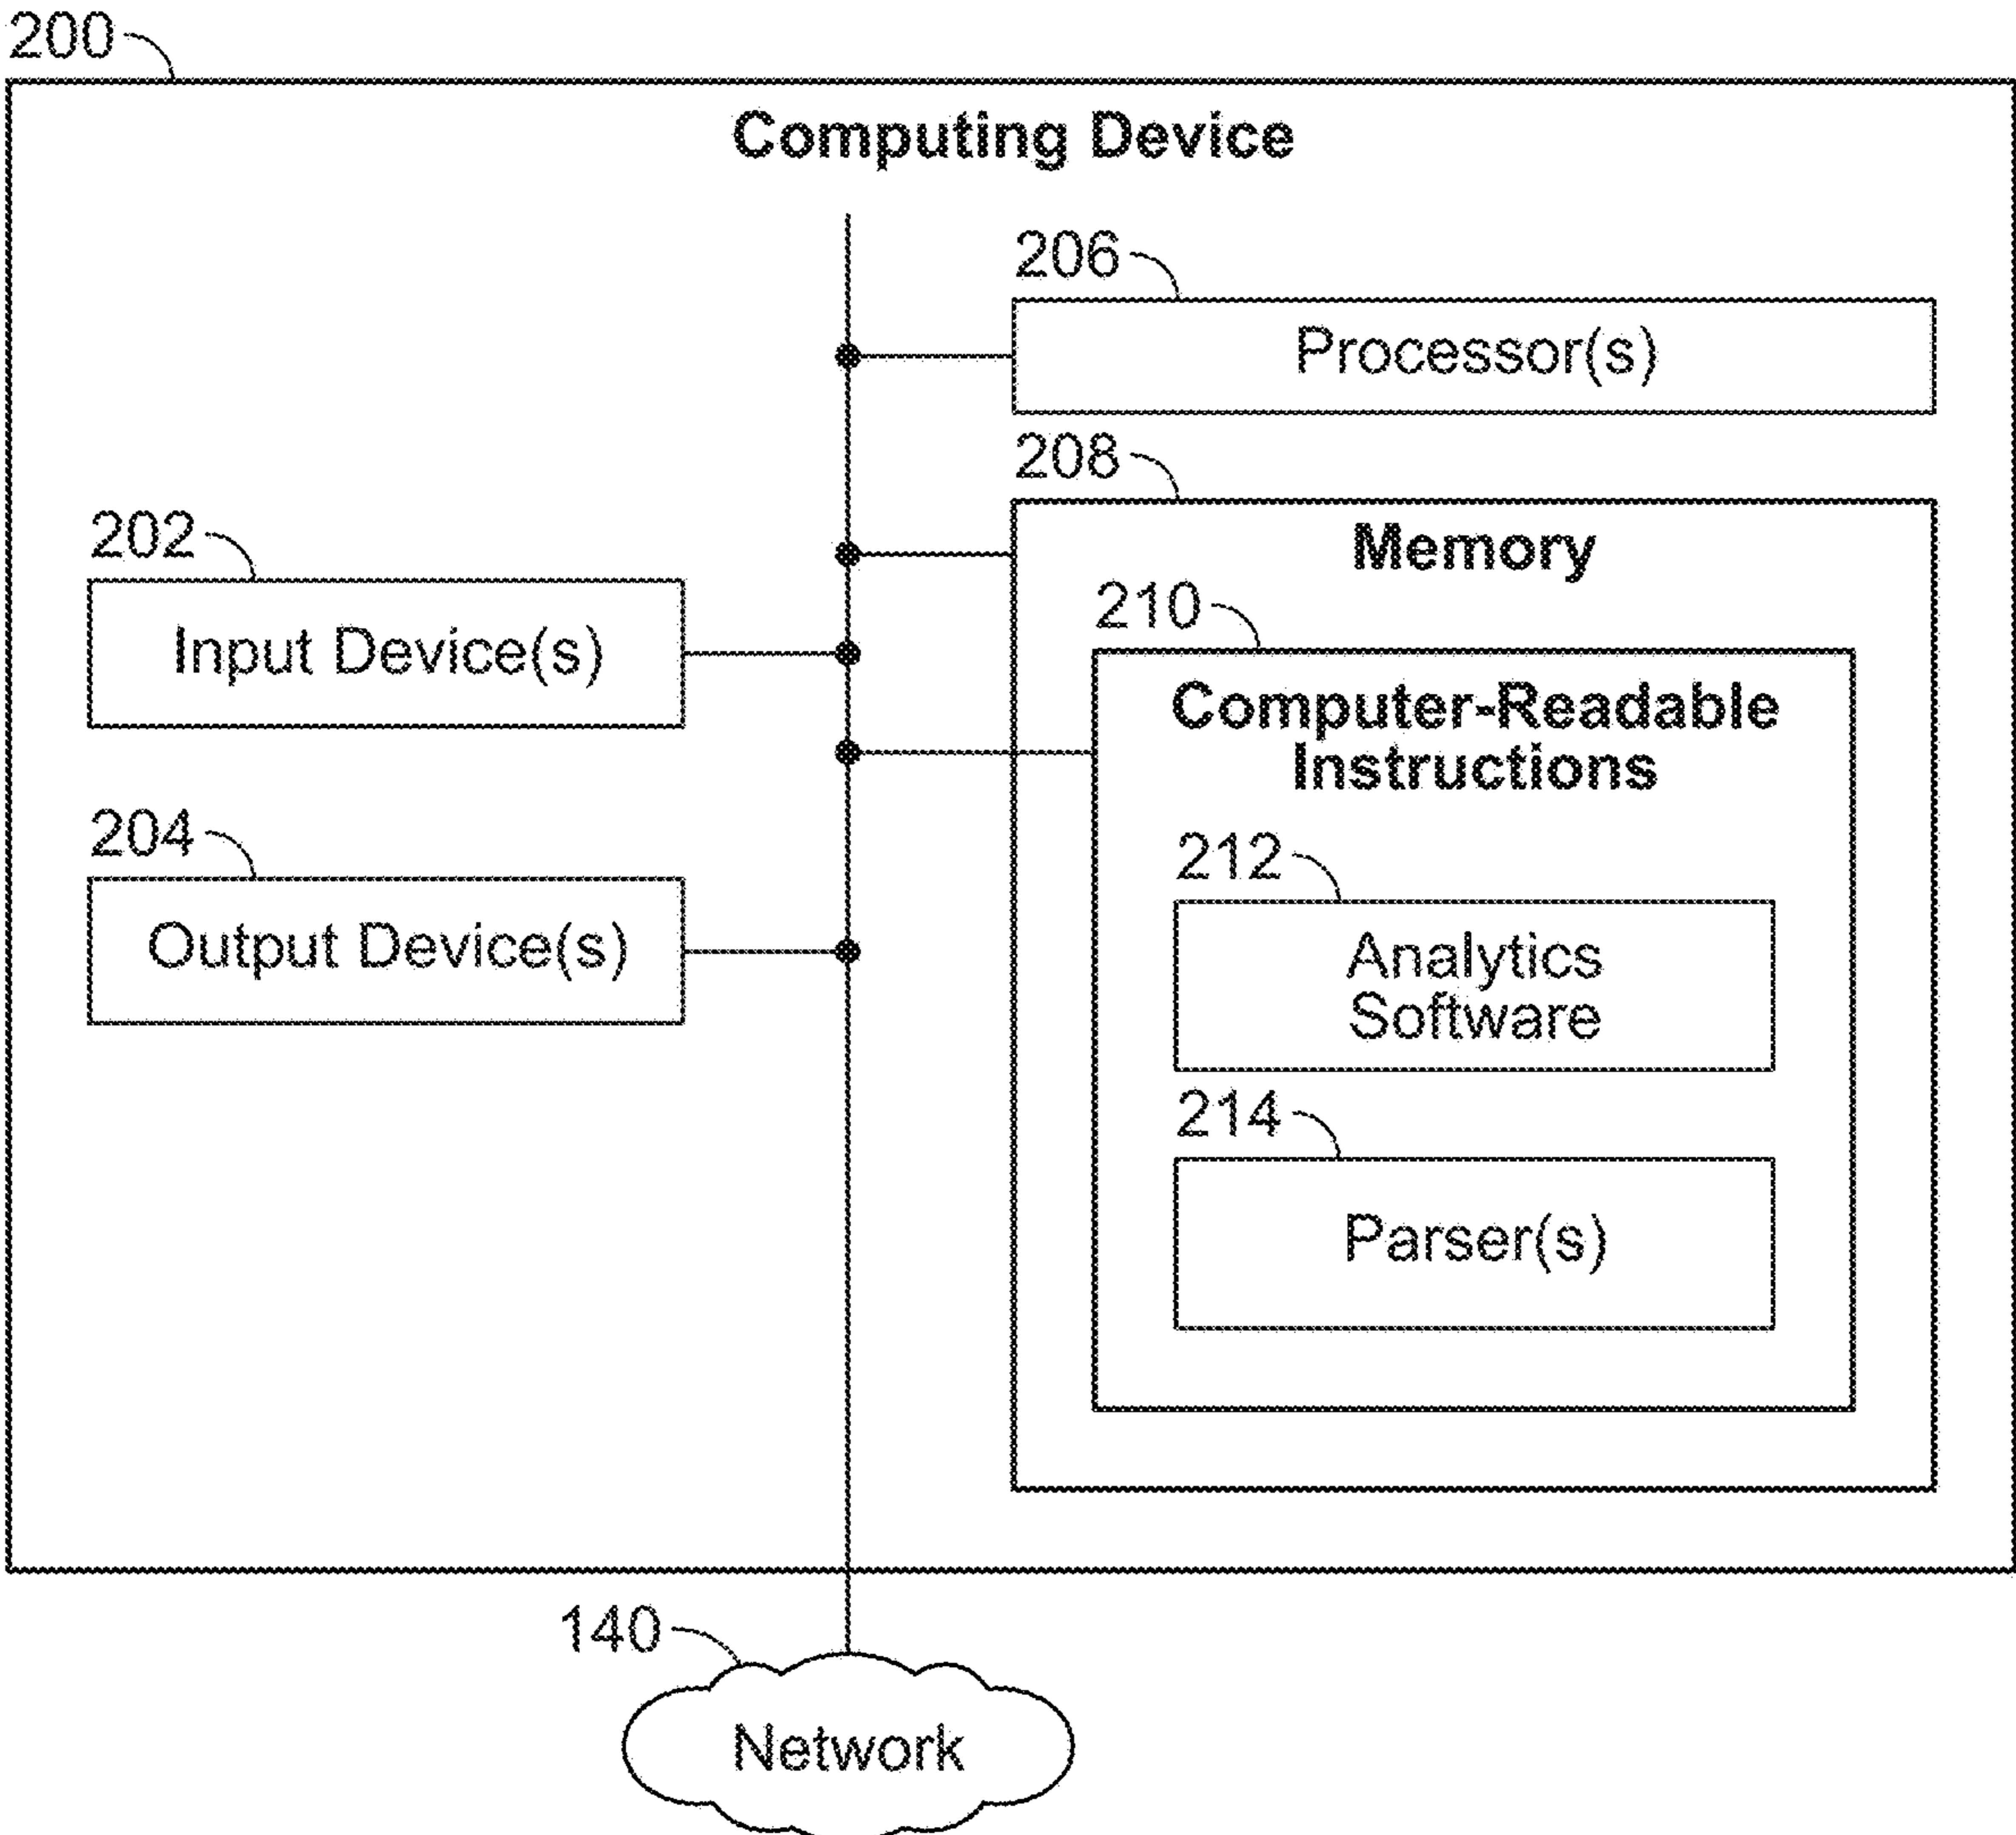 200
Computing Device
206
Processor(s)
208
Memory
202
Input Device(s)
210
Computer-Readable
Instructions
204
Output Device(s)
212
Analytics
Software
214
Parser(s)
140
Network